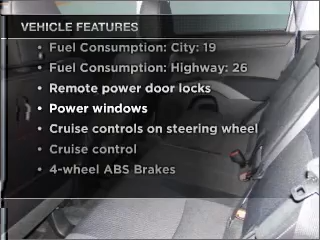 VEHICLE FEATURES
• Fuel Consumption: City: 19
• Fuel Consumption: Highway: 26
• Remote power door locks
• Power windows
• Cruise controls on steering wheel
• Cruise control
• 4-wheel ABS Brakes